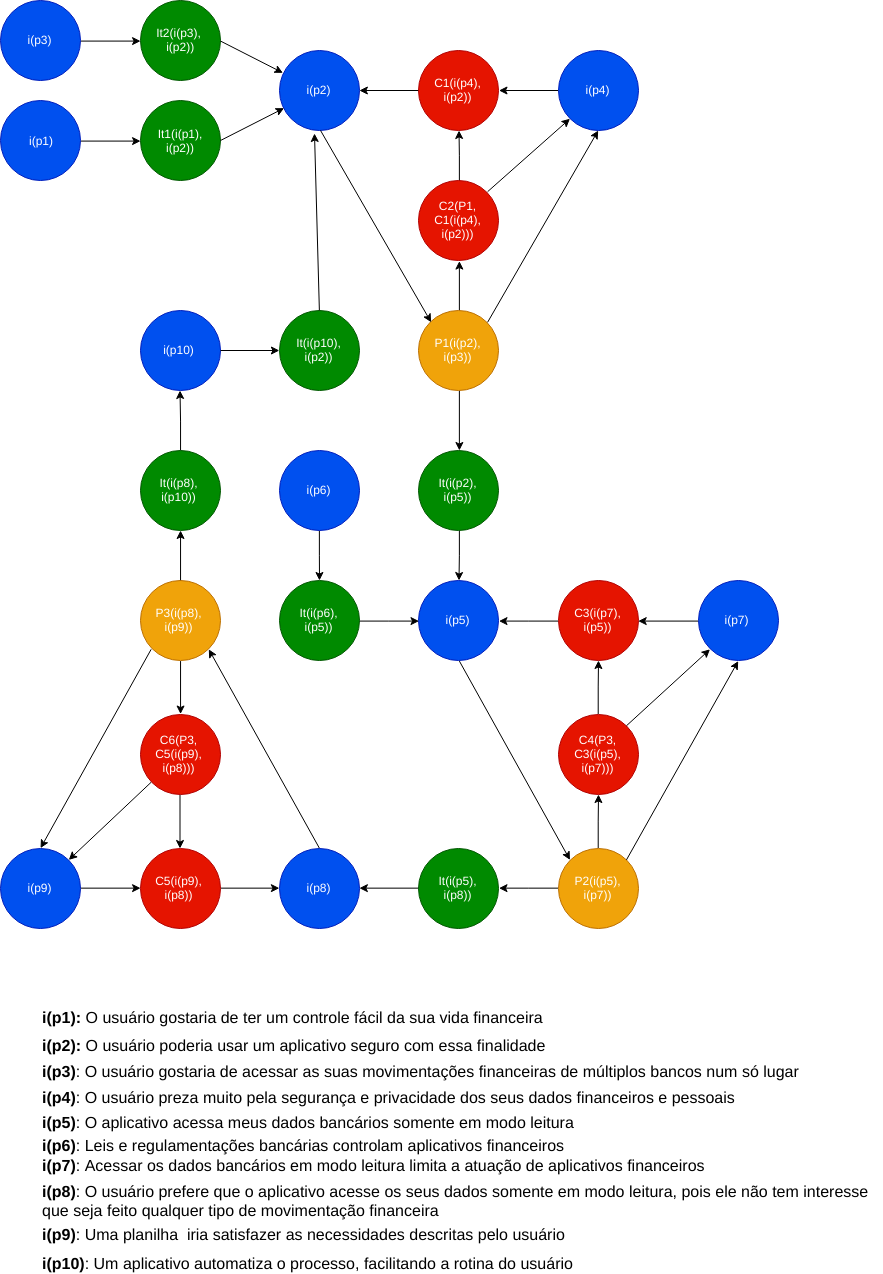 i(p3)
It2(i(p3),
i(p2))
i(p2)
C1(i(p4),
i(p2))
i(p4)
i(p1)
It1(i(p1),
i(p2))
C2(P1,
C1(i(p4),
i(p2)))
i(p10)
It(i(p10),
i(p2))
P1(i(p2),
i(p3))
It(i(p8),
i(p10))
i(p6)
It(i(p2),
i(p5))
P3(i(p8),
i(p9))
It(i(p6),
i(p5))
i(p5)
C3(i(p7),
i(p5))
i(p7)
C6(P3,
C5(i(p9),
i(p8)))
C4(P3,
C3(i(p5),
i(p7)))
i(p9)
C5(i(p9),
i(p8))
i(p8)
It(i(p5),
i(p8))
P2(i(p5),
i(p7))
i(p1): O usuário gostaria de ter um controle fácil da sua vida financeira
i(p2): O usuário poderia usar um aplicativo seguro com essa finalidade
i(p3): O usuário gostaria de acessar as suas movimentações financeiras de múltiplos bancos num só lugar
i(p4): O usuário preza muito pela segurança e privacidade dos seus dados financeiros e pessoais
i(p5): O aplicativo acessa meus dados bancários somente em modo leitura
i(p6): Leis e regulamentações bancárias controlam aplicativos financeiros
i(p7): Acessar os dados bancários em modo leitura limita a atuação de aplicativos financeiros
i(p8): O usuário prefere que o aplicativo acesse os seus dados somente em modo leitura, pois ele não tem interesse
que seja feito qualquer tipo de movimentação financeira
i(p9): Uma planilha  iria satisfazer as necessidades descritas pelo usuário
i(p10): Um aplicativo automatiza o processo, facilitando a rotina do usuário